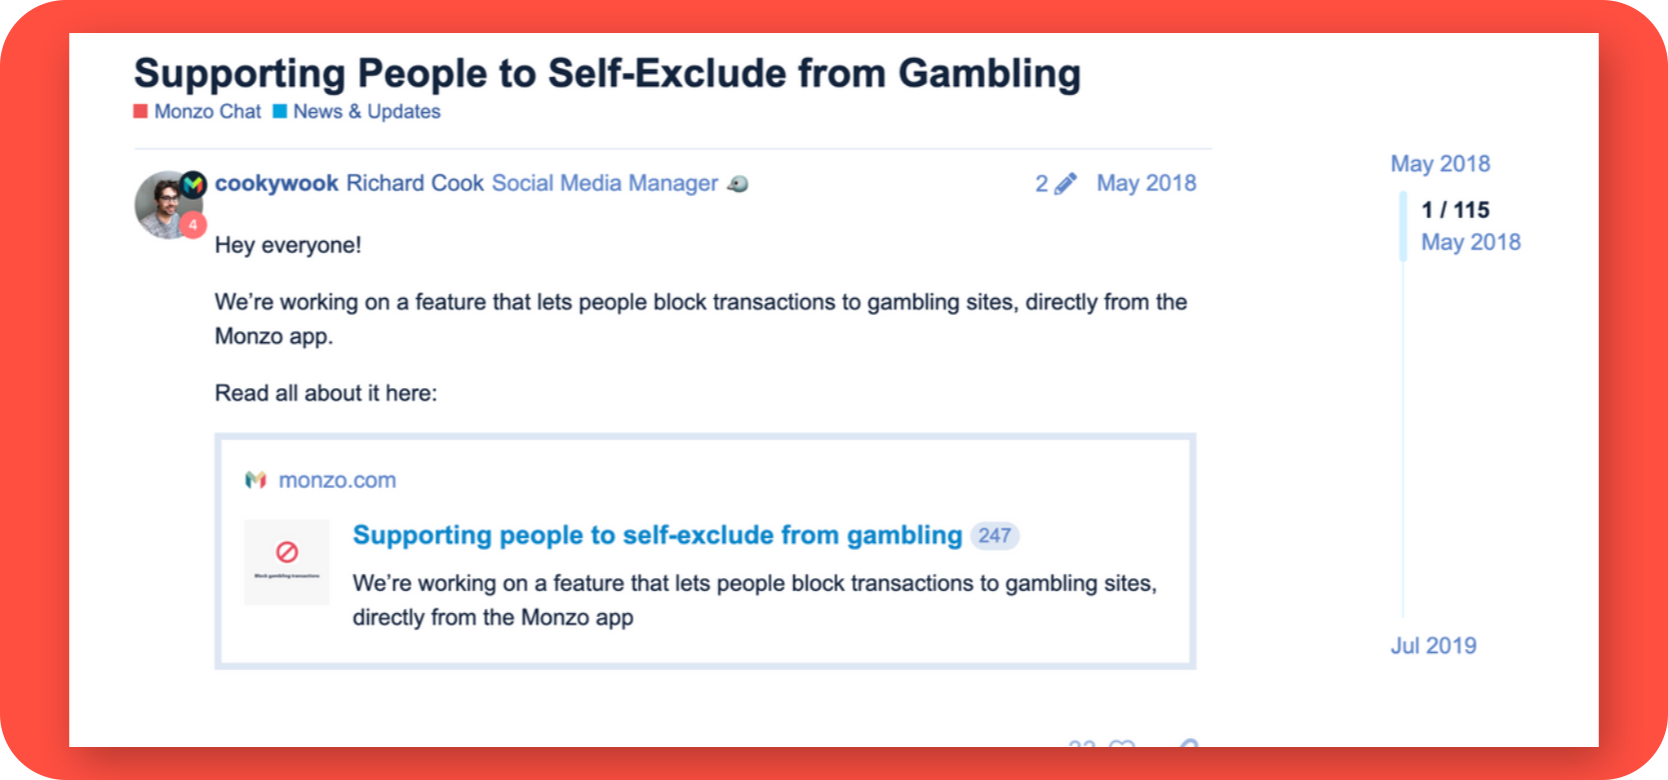 Supporting People to Self-Exclude from Gambling
Monzo Chat News & Updates
cookywook Richard Cook Social Media Manager
2 May 2018
4
Hey everyone!
We’re working on a feature that lets people block transactions to gambling sites, directly from the
Monzo app.
Read all about it here:
monzo.com
Supporting people to self-exclude from gambling 247
Block gambling transactions
We’re working on a feature that lets people block transactions to gambling sites,
directly from the Monzo app
May 2018
1 / 115
May 2018
Jul 2019